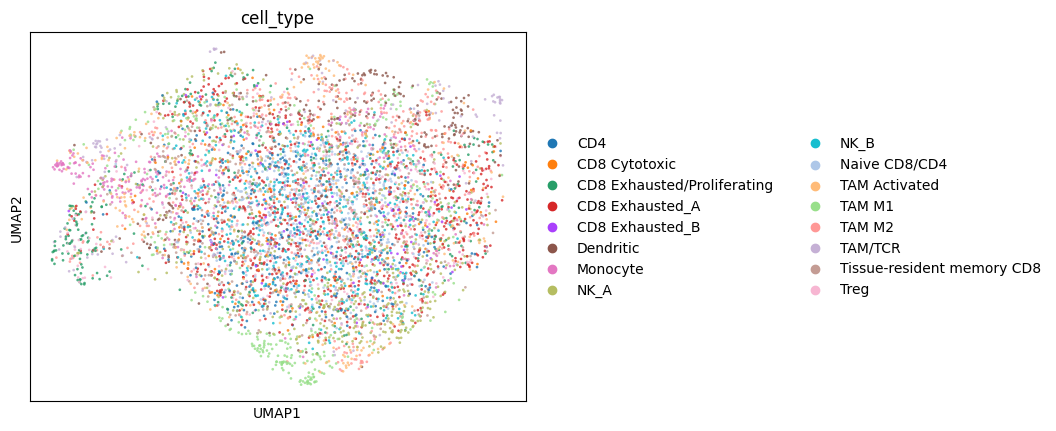 cell_type
UMAP2
UMAP1
CD4
CD8 Cytotoxic
CD8 Exhausted/Proliferating
CD8 Exhausted_A
CD8 Exhausted_B
Dendritic
Monocyte
NK_A
NK_B
Naive CD8/CD4
TAM Activated
TAM M1
TAM M2
TAM/TCR
Tissue-resident memory CD8
Treg